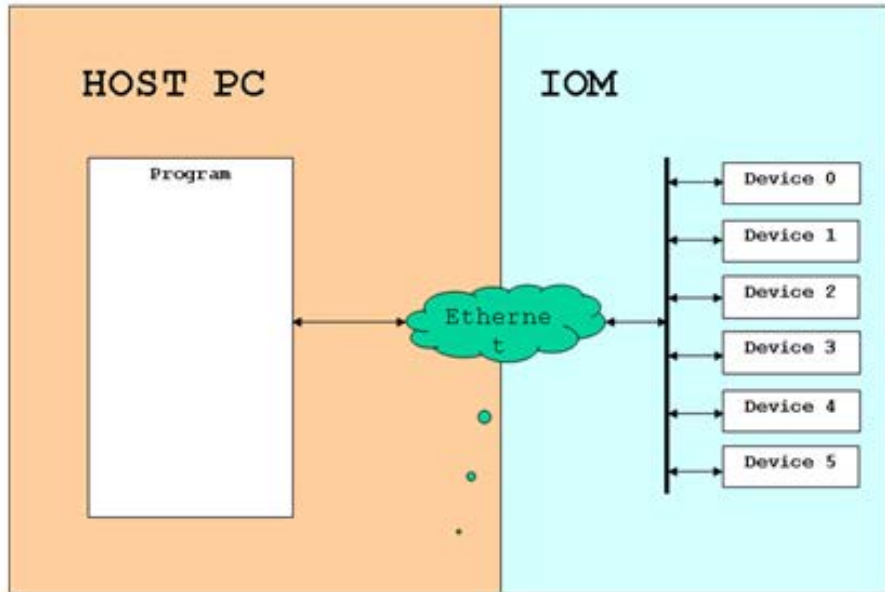 HOST PC
IOM
Program
Device 0
Device 1
Device 2
Etherne
t
Device 3
Device 4
Device 5